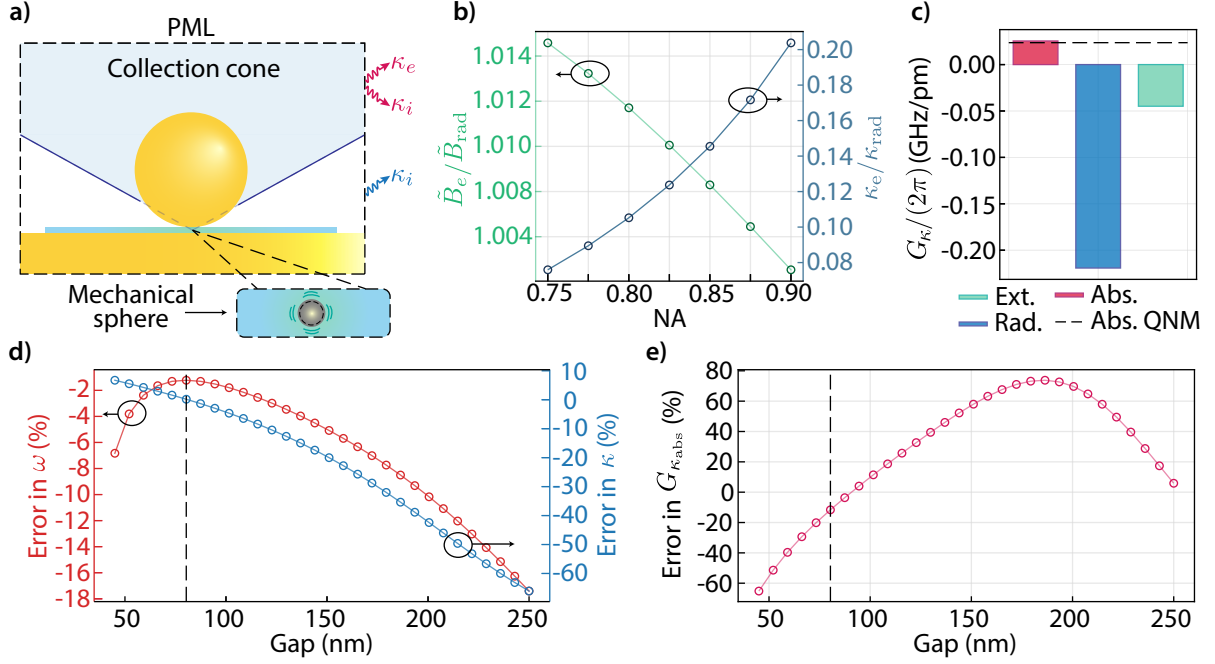 a)
PML
Collection cone
κe
κi
κi
Mechanical
sphere
b)
B̃e/B̃rad
1.014
1.012
1.010
1.008
1.006
1.004
0.20
0.18
0.16
0.14
0.12
0.10
0.08
κe/κrad
0.75 0.80 0.85 0.90
NA
c)
Gκ/(2π) (GHz/pm)
0.00
-0.05
-0.10
-0.15
-0.20
Ext. Abs.
Rad. Abs. QNM
d)
Error in ω (%)
-2
-4
-6
-8
-10
-12
-14
-16
-18
10
0
-10
-20
-30
-40
-50
-60
Error in κ (%)
50 100 150 200 250
Gap (nm)
e)
Error in Gκabs (%)
80
60
40
20
0
-20
-40
-60
50 100 150 200 250
Gap (nm)